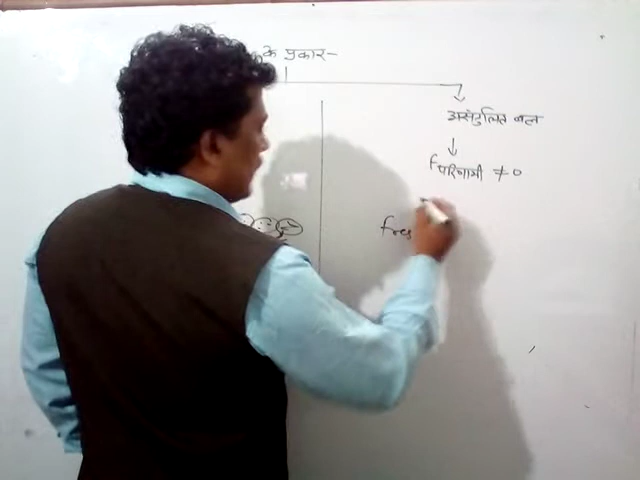 के प्रकार-
असंतुलित बल
Fपरिणामी ≠ 0
Fres